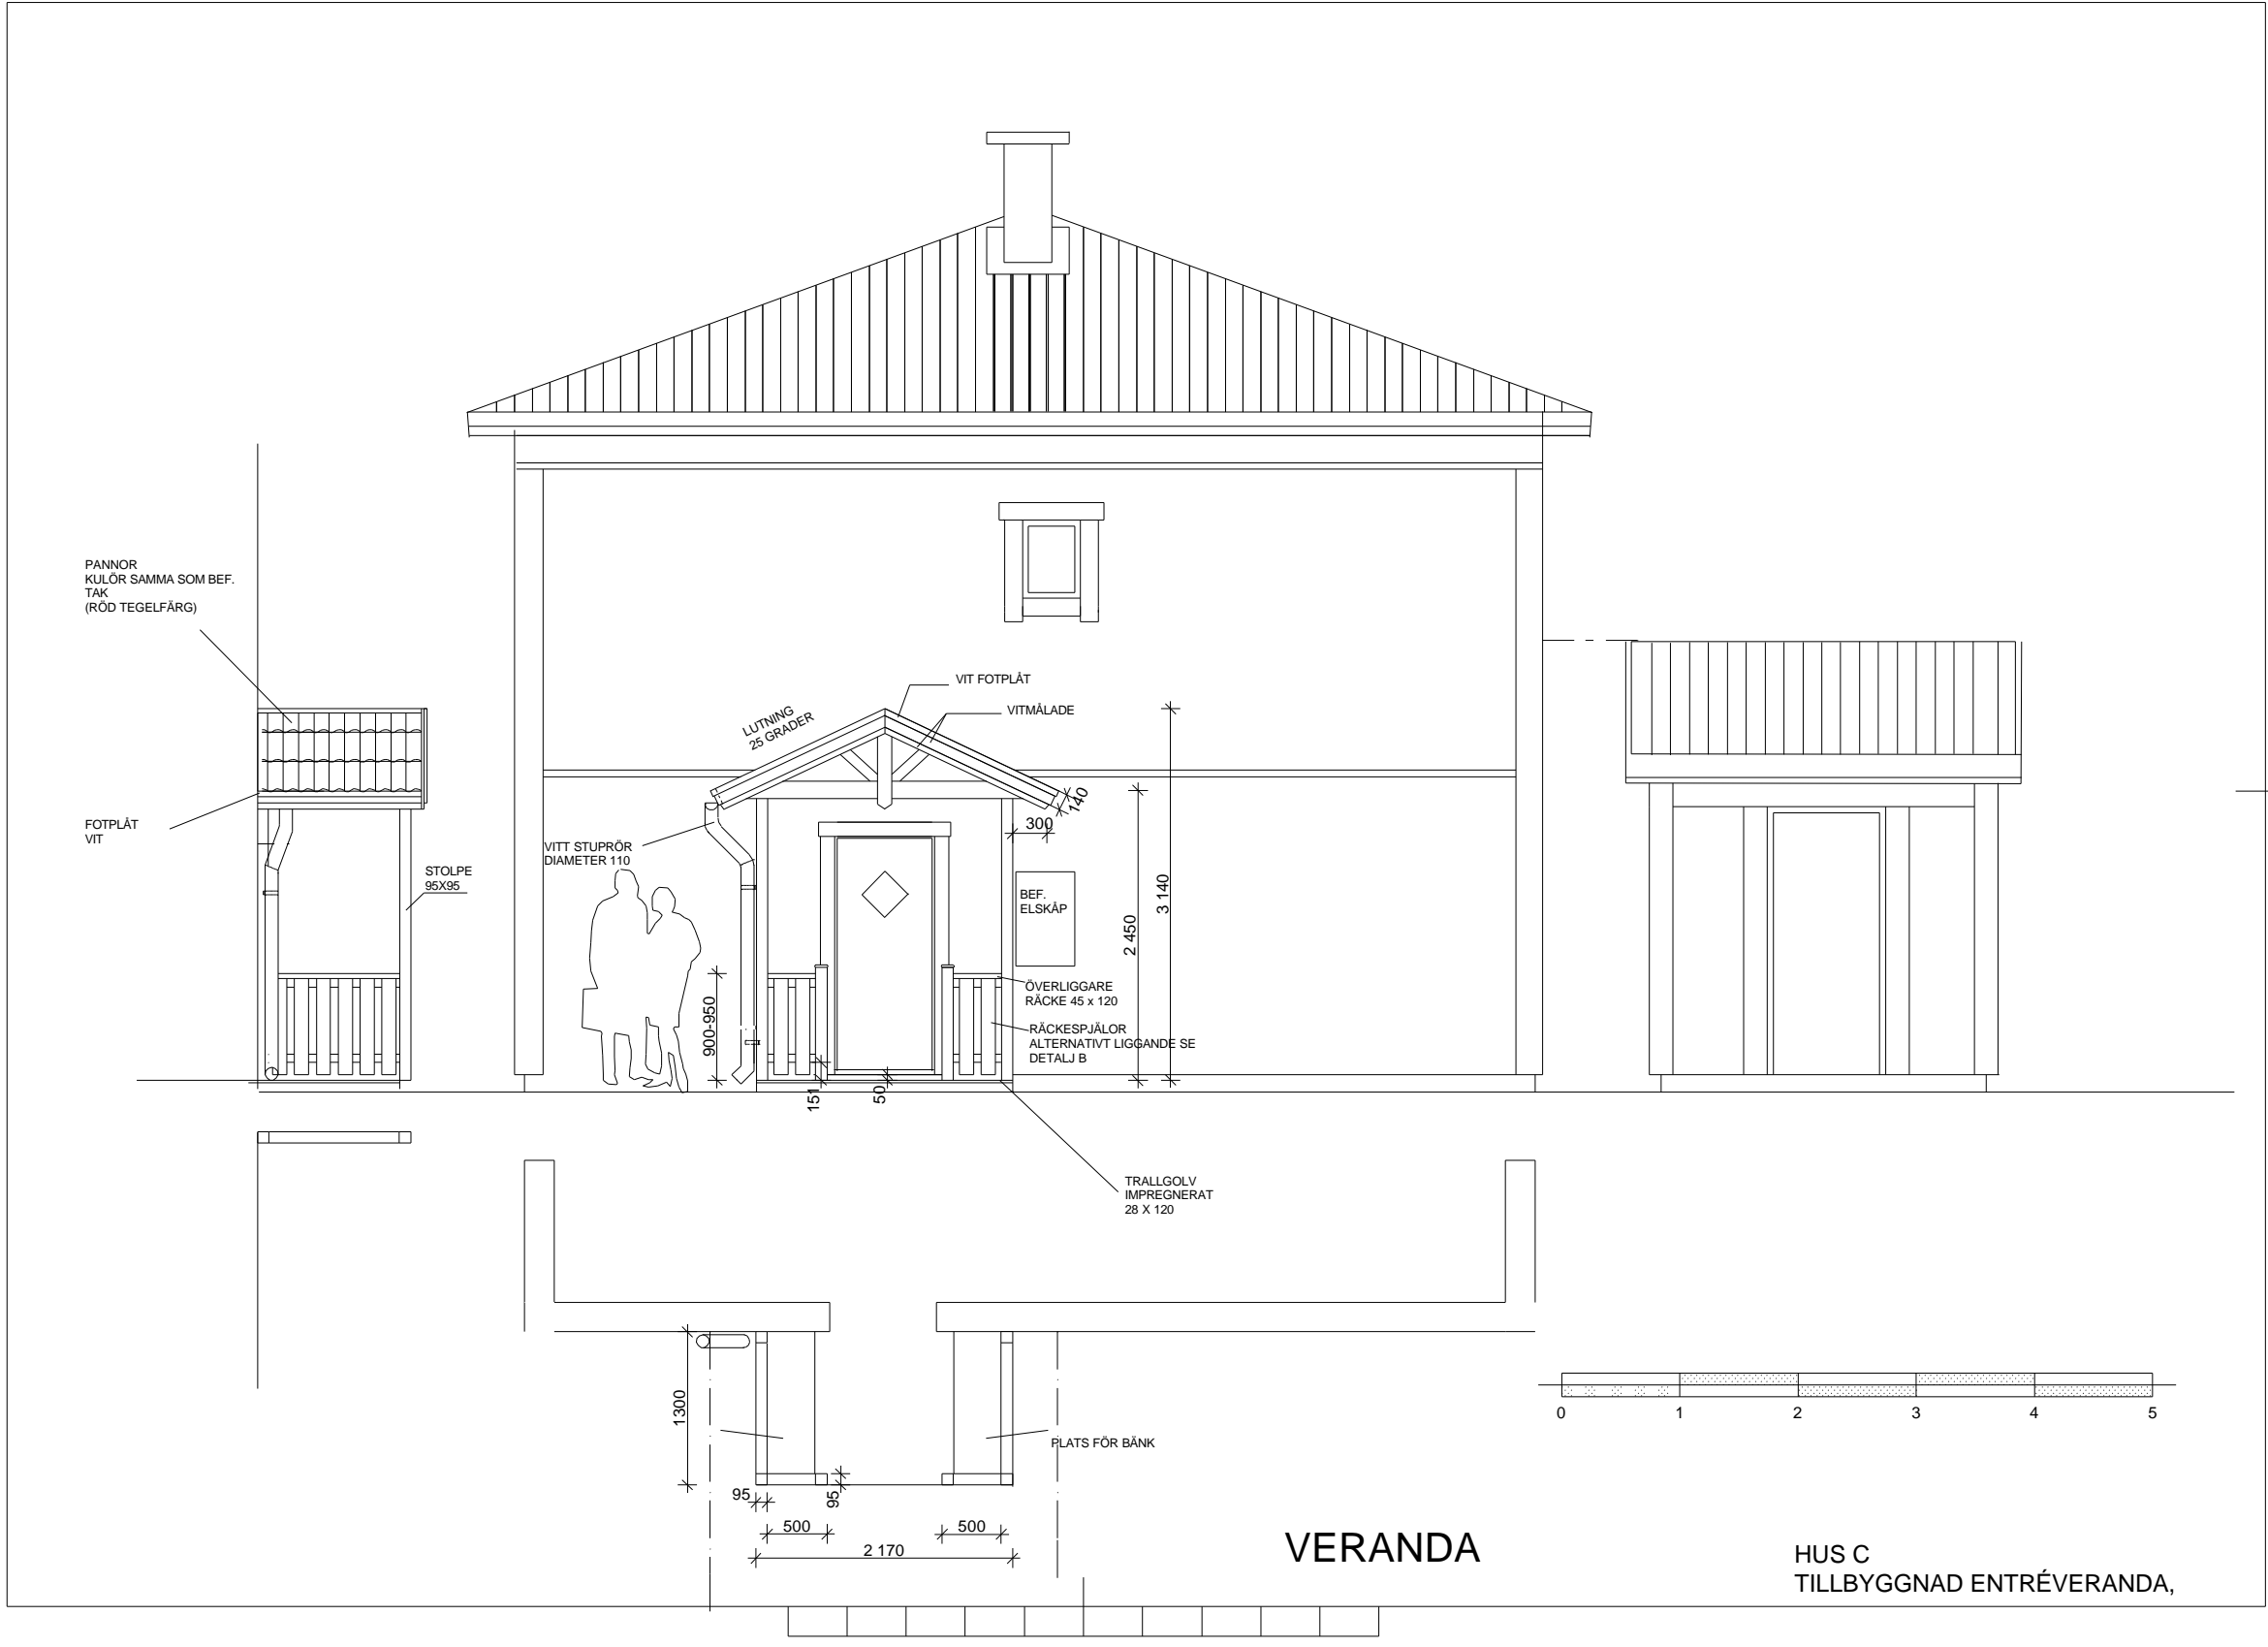 PANNOR
KULÖR SAMMA SOM BEF.
TAK
(RÖD TEGELFÄRG)
FOTPLÅT
VIT
STOLPE
95X95
LUTNING
25 GRADER
VIT FOTPLÅT
VITMÅLADE
VITT STUPRÖR
DIAMETER 110
140
300
BEF.
ELSKÅP
2 450
3 140
900-950
ÖVERLIGGARE
RÄCKE 45 x 120
RÄCKESPJÄLOR
ALTERNATIVT LIGGANDE SE
DETALJ B
151
50
TRALLGOLV
IMPREGNERAT
28 X 120
1300
PLATS FÖR BÄNK
95
95
500
500
2 170
0 1 2 3 4 5
VERANDA
HUS C
TILLBYGGNAD ENTRÉVERANDA,